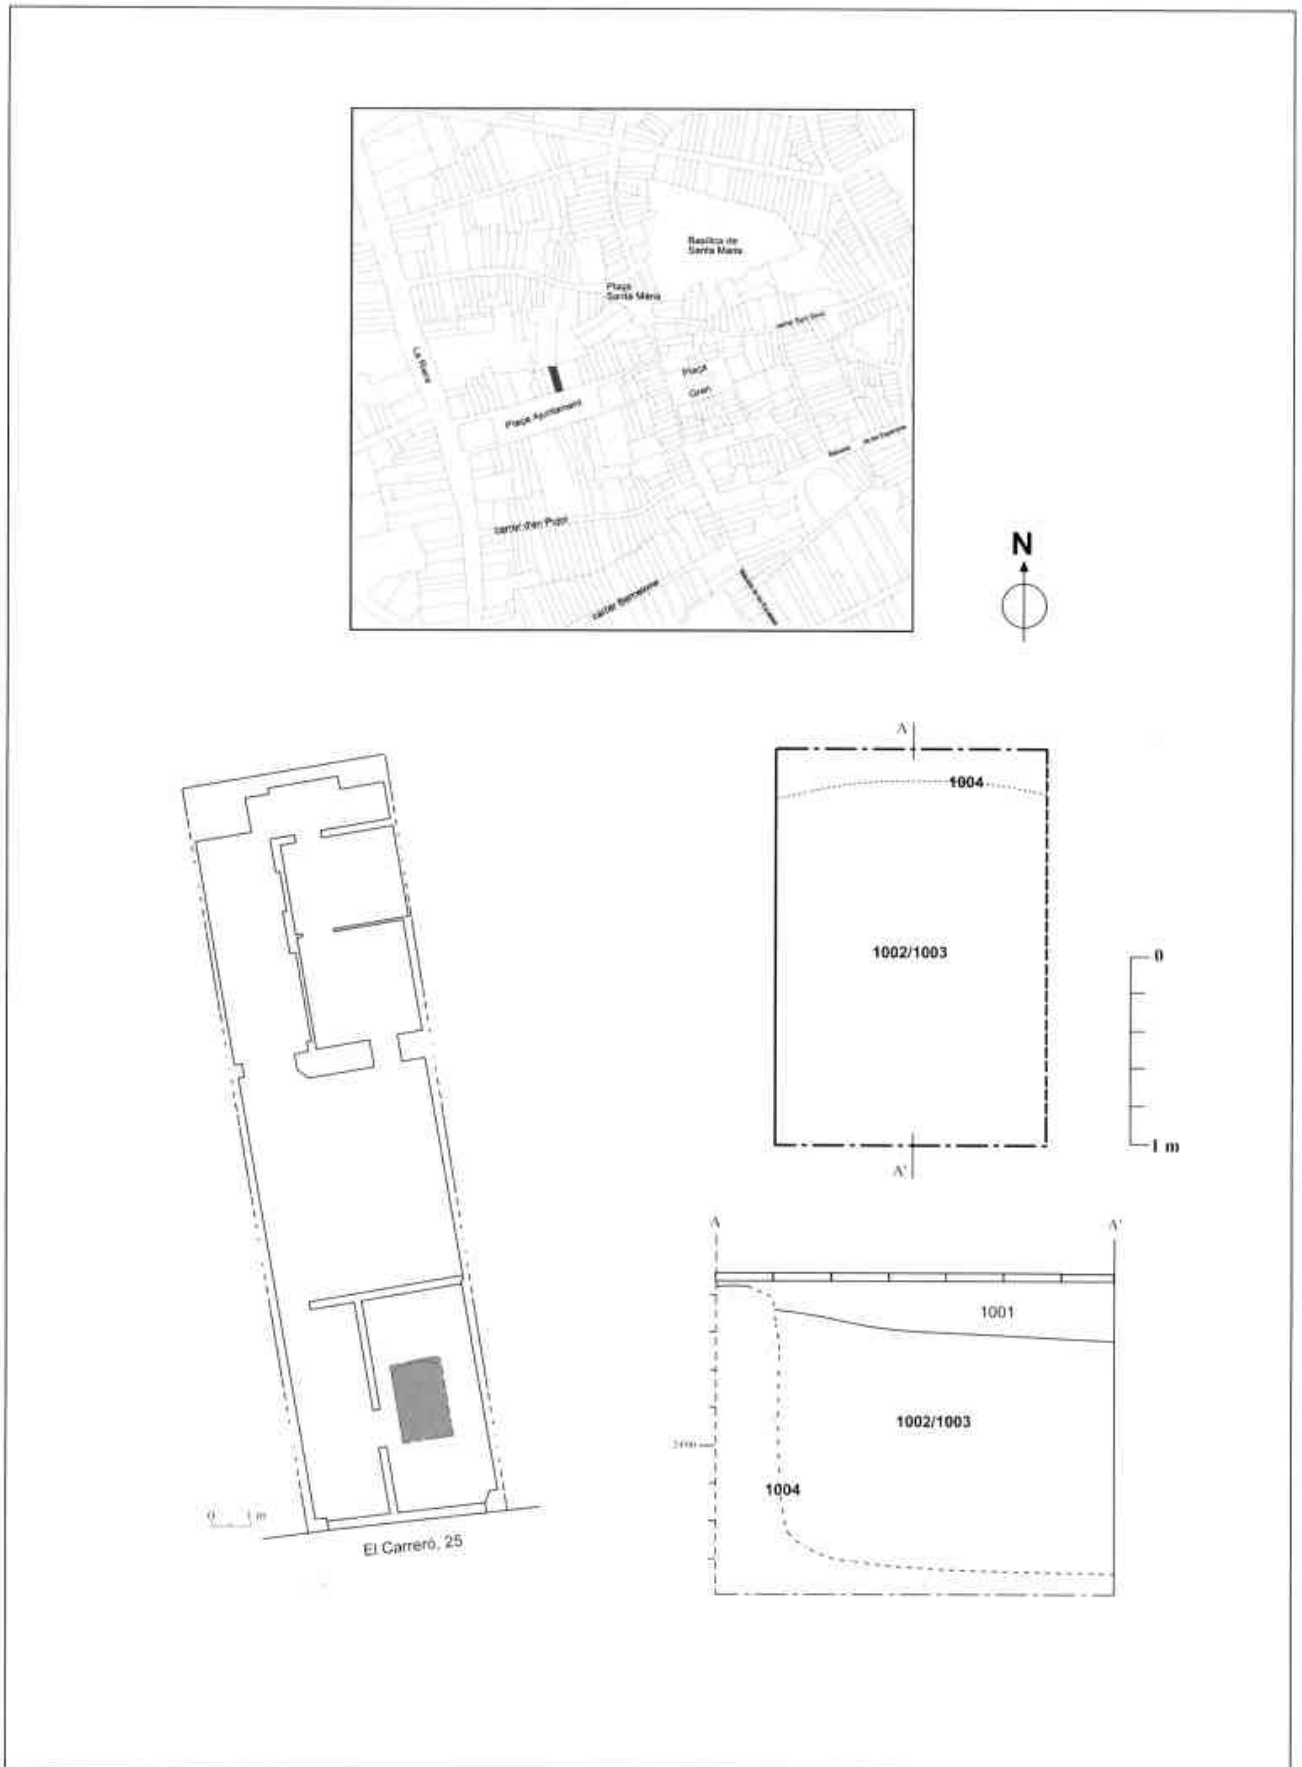 Basílica de
Santa Maria
Plaça
Santa Maria
La Riera
Plaça
Gran
Plaça Ajuntament
carrer d'en Pujol
carrer Barcelona
N
A
1004
1002/1003
0
1 m
A'
A
A'
1001
1002/1003
1004
0 1 m
El Carreró, 25